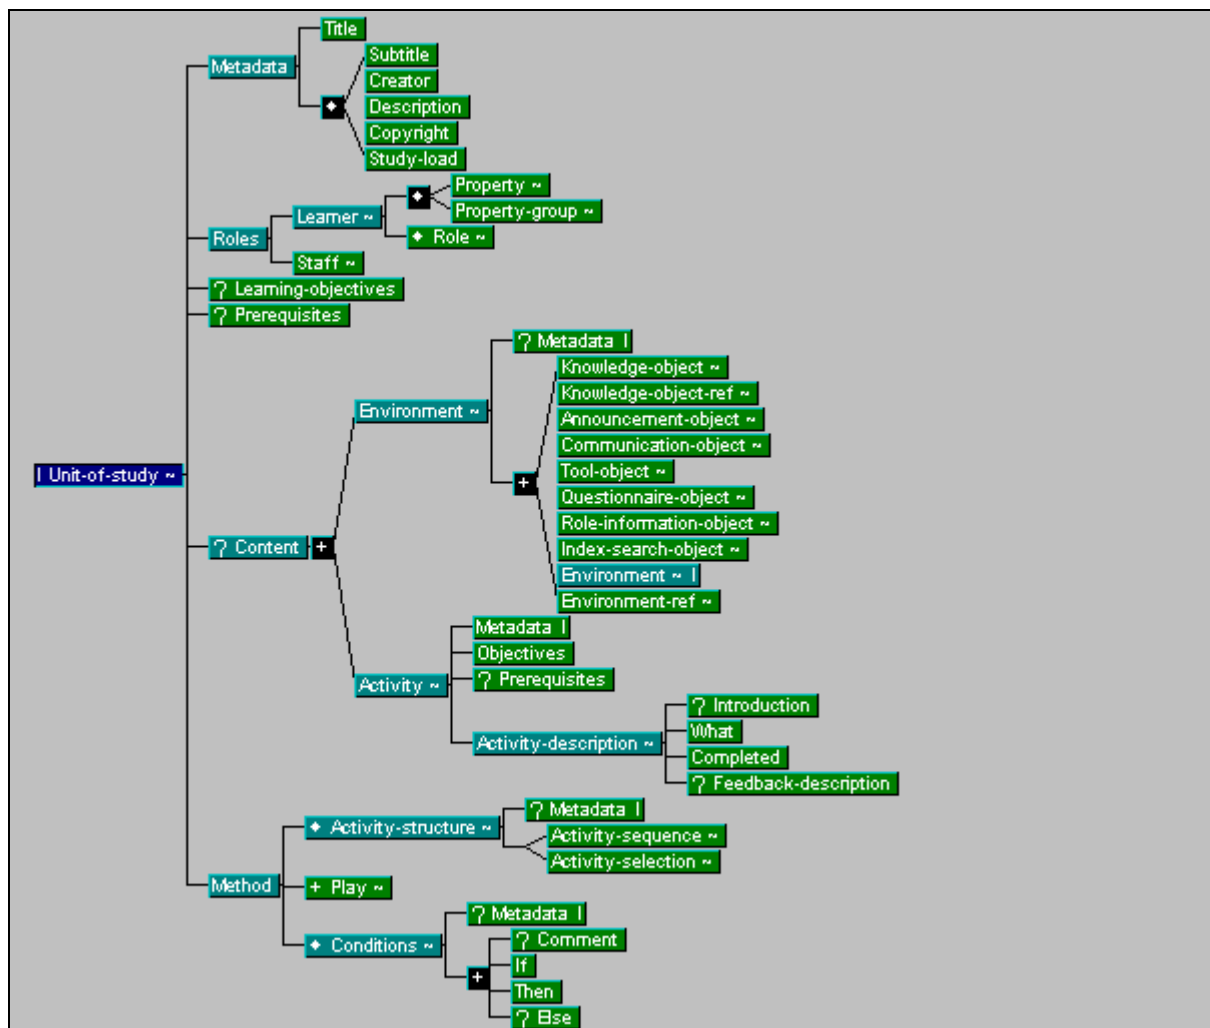 Title
Subtitle
Metadata
Creator
◆
Description
Copyright
Study-load
Property ~
◆
Property-group ~
Learner ~
Roles
◆ Role ~
Staff ~
? Learning-objectives
? Prerequisites
? Metadata |
Knowledge-object ~
Knowledge-object-ref ~
Environment ~
Announcement-object ~
Communication-object ~
| Unit-of-study ~
Tool-object ~
+
Questionnaire-object ~
Role-information-object ~
? Content +
Index-search-object ~
Environment ~ |
Environment-ref ~
Metadata |
Objectives
? Prerequisites
Activity ~
? Introduction
What
Activity-description ~
Completed
? Feedback-description
? Metadata |
◆ Activity-structure ~
Activity-sequence ~
Activity-selection ~
Method
+ Play ~
? Metadata |
◆ Conditions ~
? Comment
If
+
Then
? Else